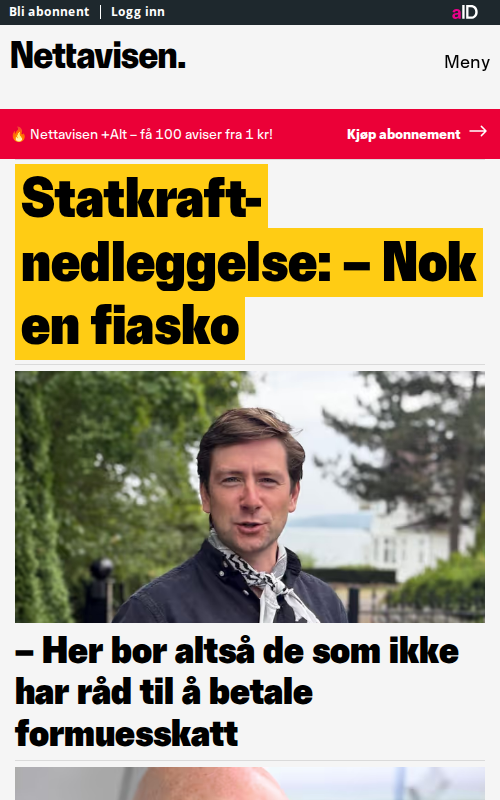 Bli abonnent | Logg inn
aID
Nettavisen.
Meny
🔥 Nettavisen +Alt – få 100 aviser fra 1 kr!
Kjøp abonnement →
Statkraft-
nedleggelse: – Nok
en fiasko
– Her bor altså de som ikke
har råd til å betale
formuesskatt